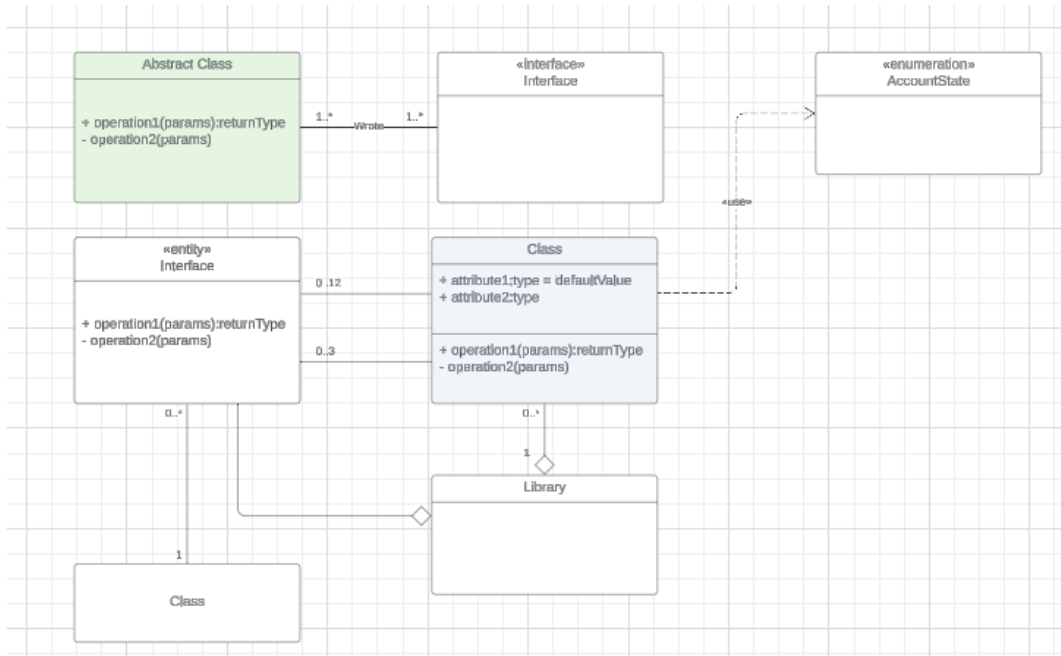 Abstract Class
+ operation1(params):returnType
- operation2(params)
1..*
Wrote
1..*
«interface»
Interface
«enumeration»
AccountState
«use»
«entity»
Interface
+ operation1(params):returnType
- operation2(params)
0..12
0..3
Class
+ attribute1:type = defaultValue
+ attribute2:type
+ operation1(params):returnType
- operation2(params)
0..*
1
0..*
1
Library
Class